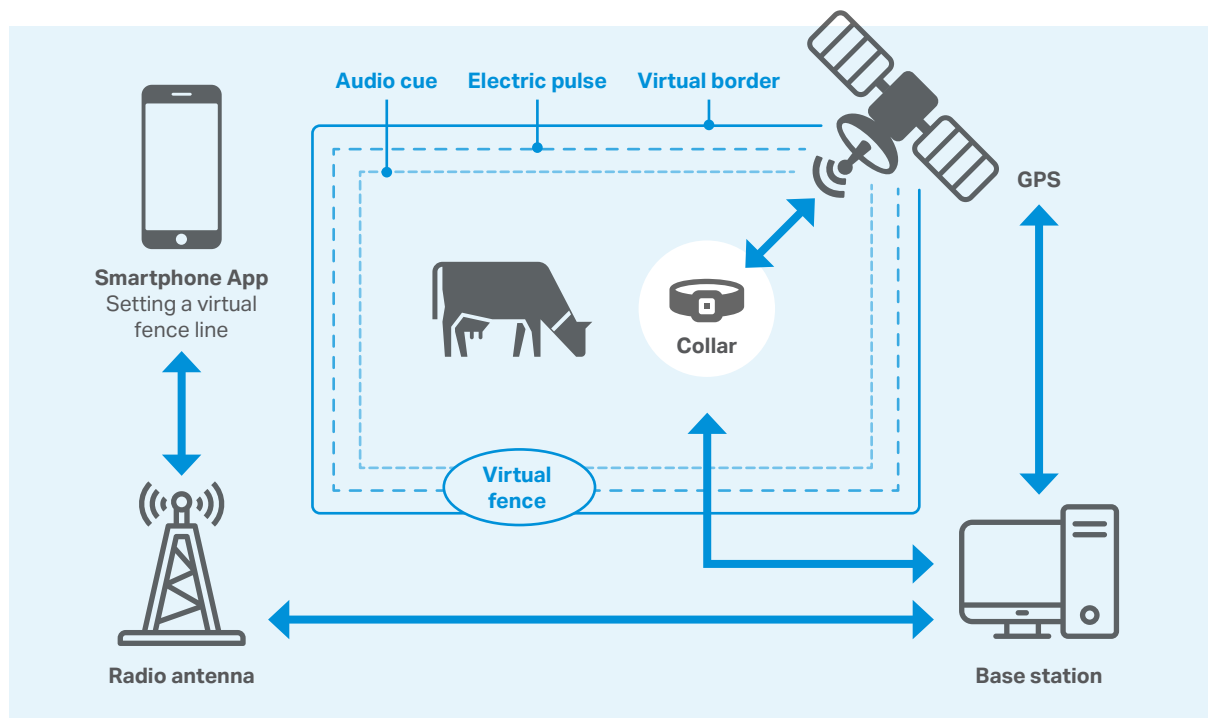 Audio cue
Electric pulse
Virtual border
GPS
Smartphone App
Setting a virtual
fence line
Collar
Virtual
fence
Radio antenna
Base station